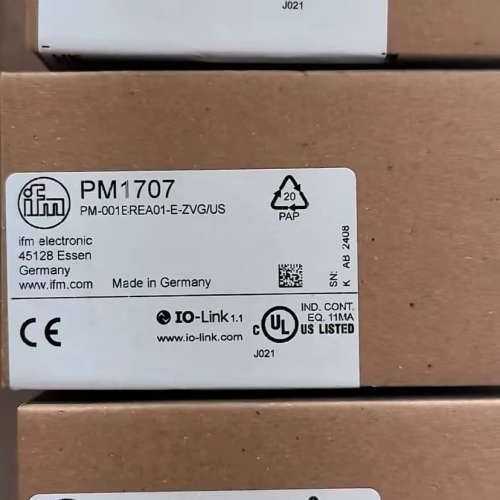 J021
ifm
PM1707
PM-001BREA01-E-ZVG/US
20
PAP
ifm electronic
45128 Essen
Germany
www.ifm.com
Made in Germany
SN:
K AB 2408
CE
IO-Link 1.1
www.io-link.com
C UL US LISTED
IND. CONT.
EQ. 11MA
J021